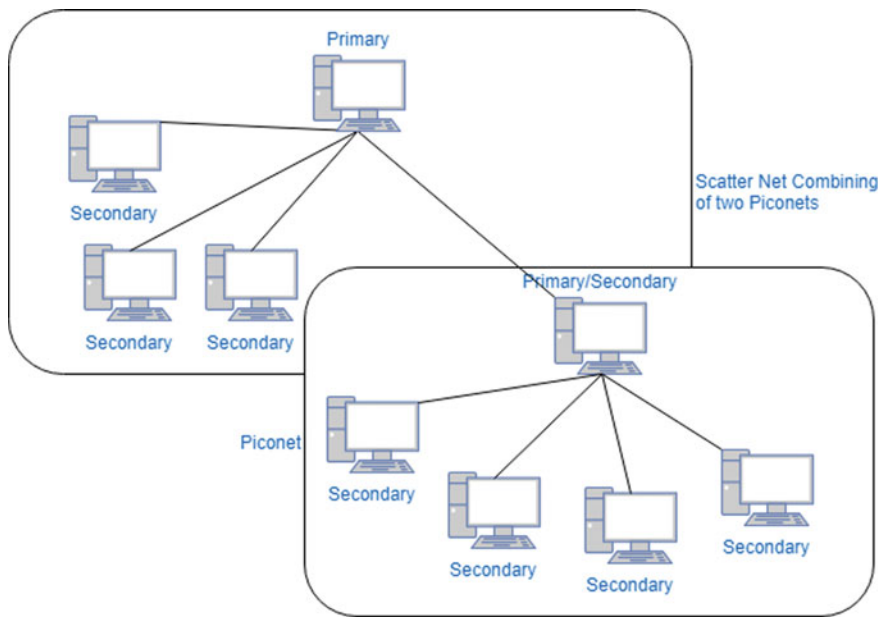 Primary
Secondary
Secondary
Secondary
Scatter Net Combining
of two Piconets
Primary/Secondary
Piconet
Secondary
Secondary
Secondary
Secondary